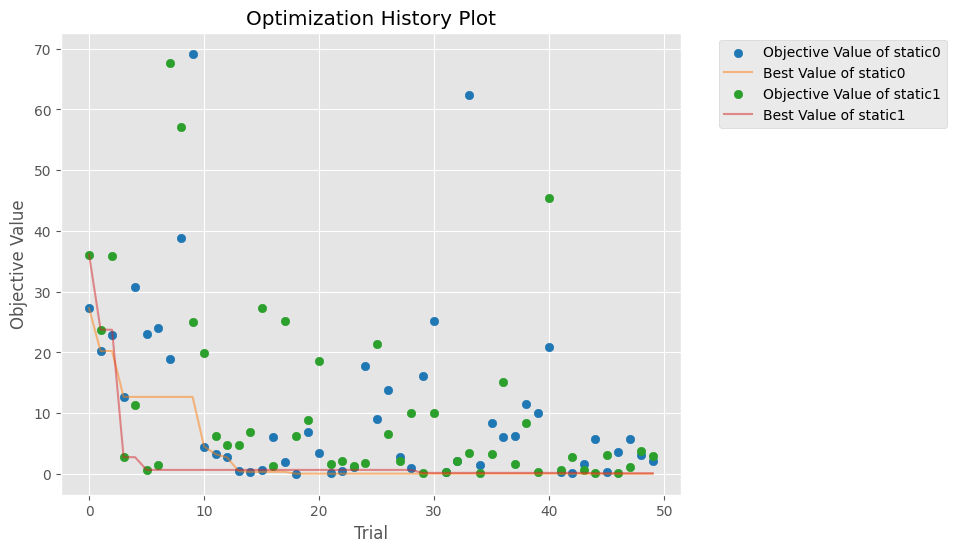 Optimization History Plot
Objective Value of static0
Best Value of static0
Objective Value of static1
Best Value of static1
70
60
50
40
30
20
10
0
Objective Value
0
10
20
30
40
50
Trial